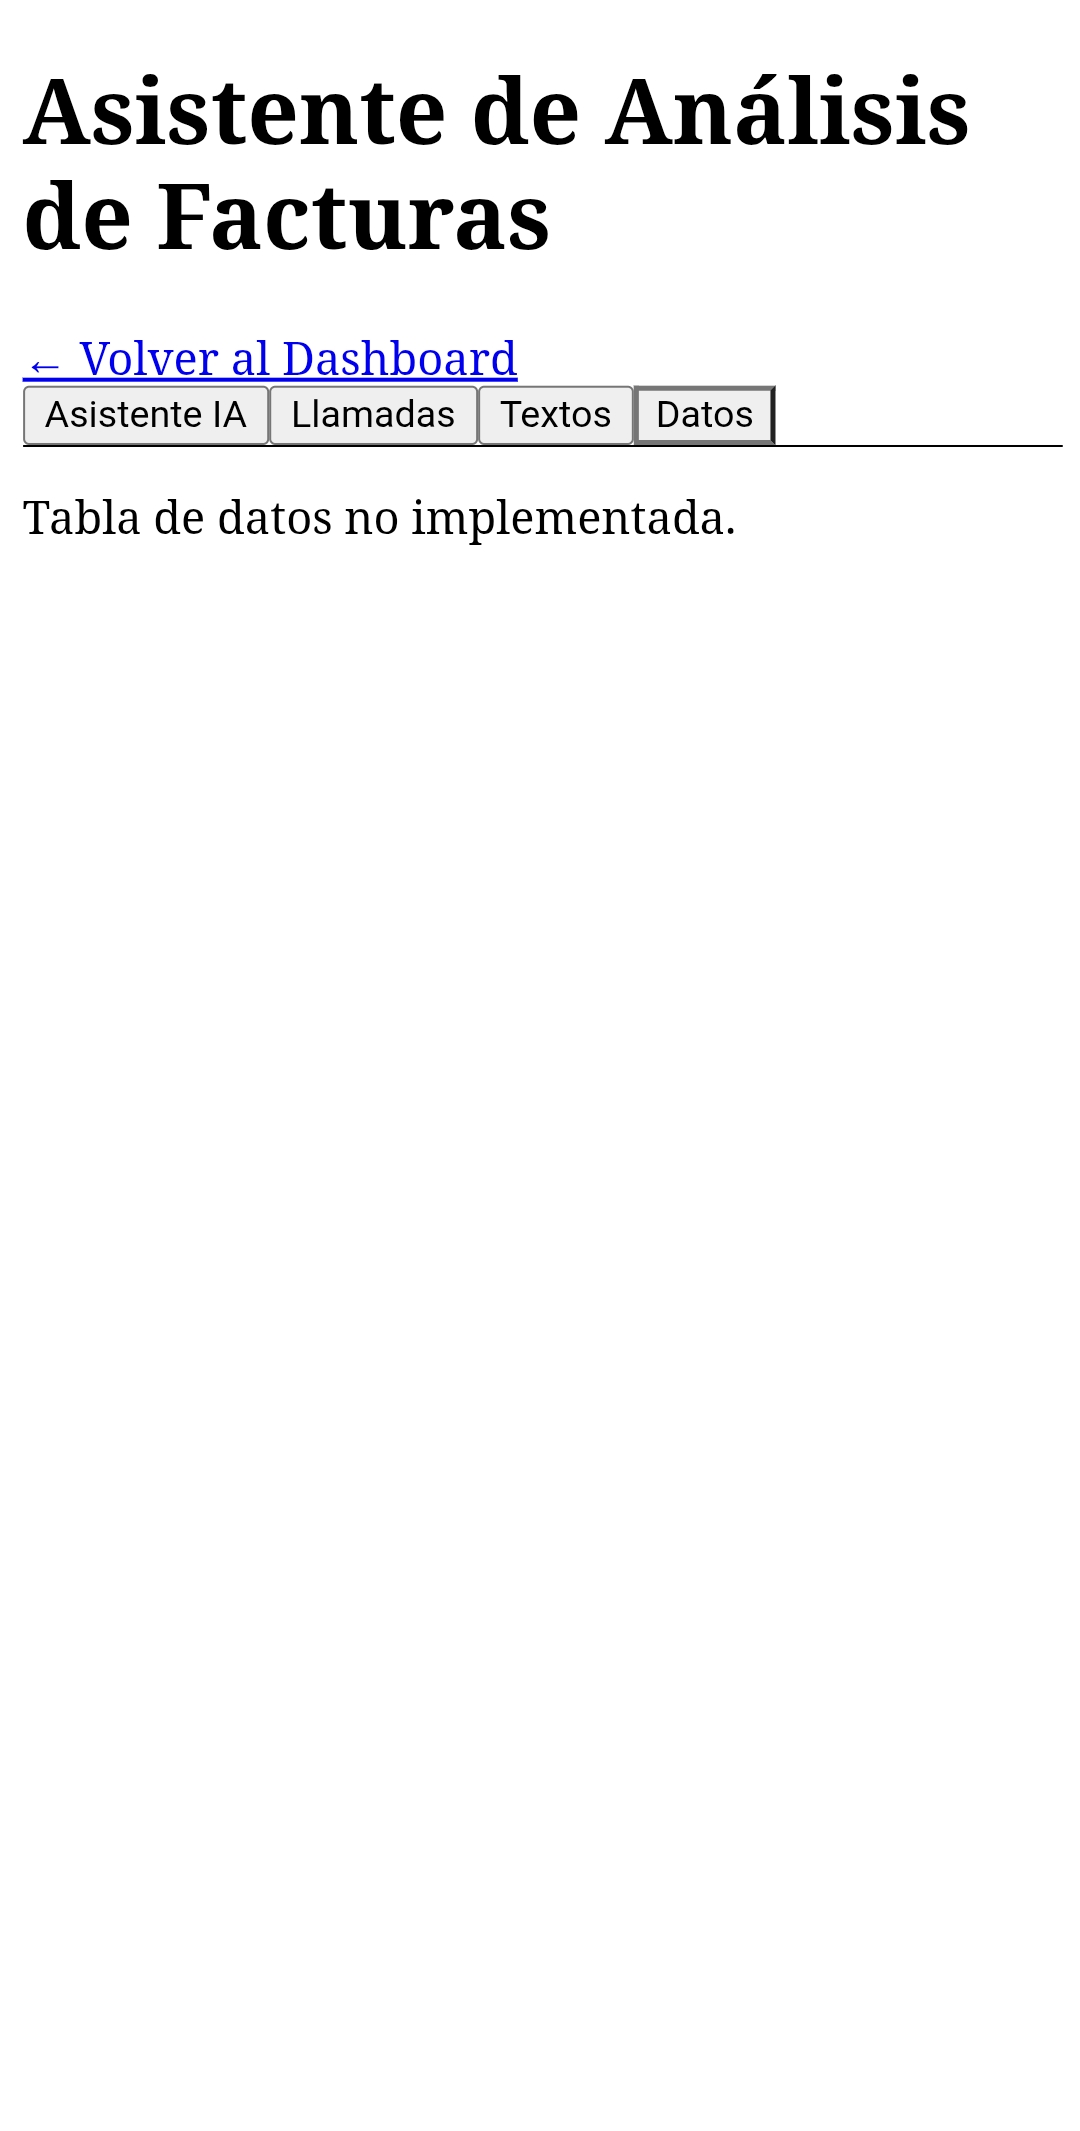 Asistente de Análisis
de Facturas
← Volver al Dashboard
Asistente IA Llamadas Textos Datos
Tabla de datos no implementada.